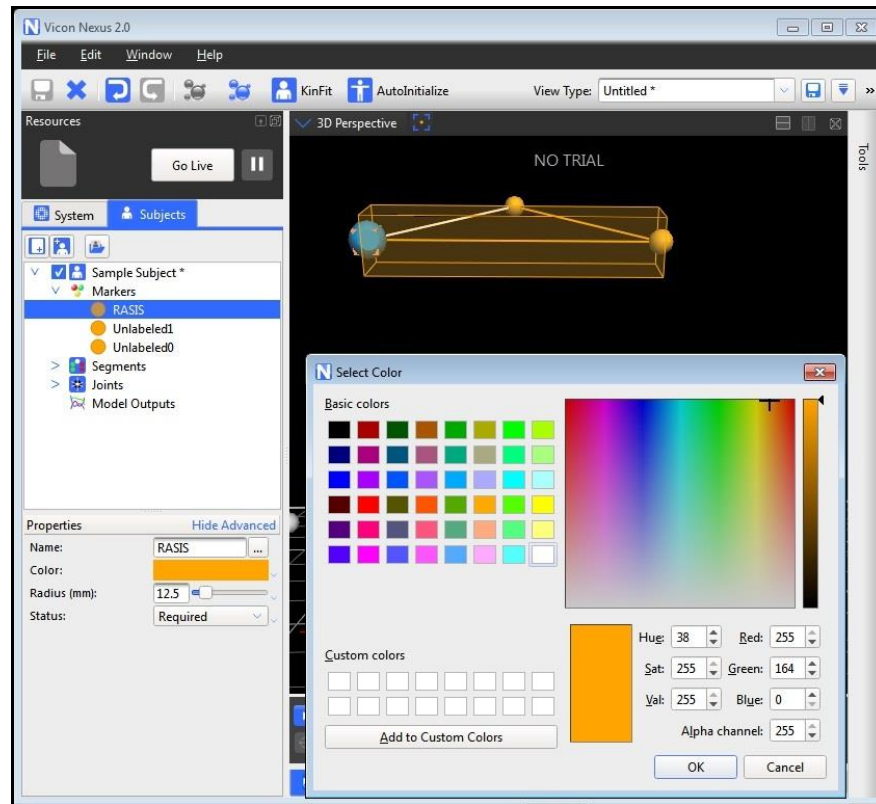 Vicon Nexus 2.0
File Edit Window Help
KinFit AutoInitialize View Type: Untitled * »
Resources
3D Perspective
Tools
NO TRIAL
Go Live
System Subjects
Sample Subject *
Markers
RASIS
Unlabeled1
Unlabeled0
Segments
Joints
Model Outputs
Properties Hide Advanced
Name: RASIS ...
Color:
Radius (mm): 12.5
Status: Required
Select Color
Basic colors
Custom colors
Add to Custom Colors
Hue: 38 Red: 255
Sat: 255 Green: 164
Val: 255 Blue: 0
Alpha channel: 255
OK Cancel